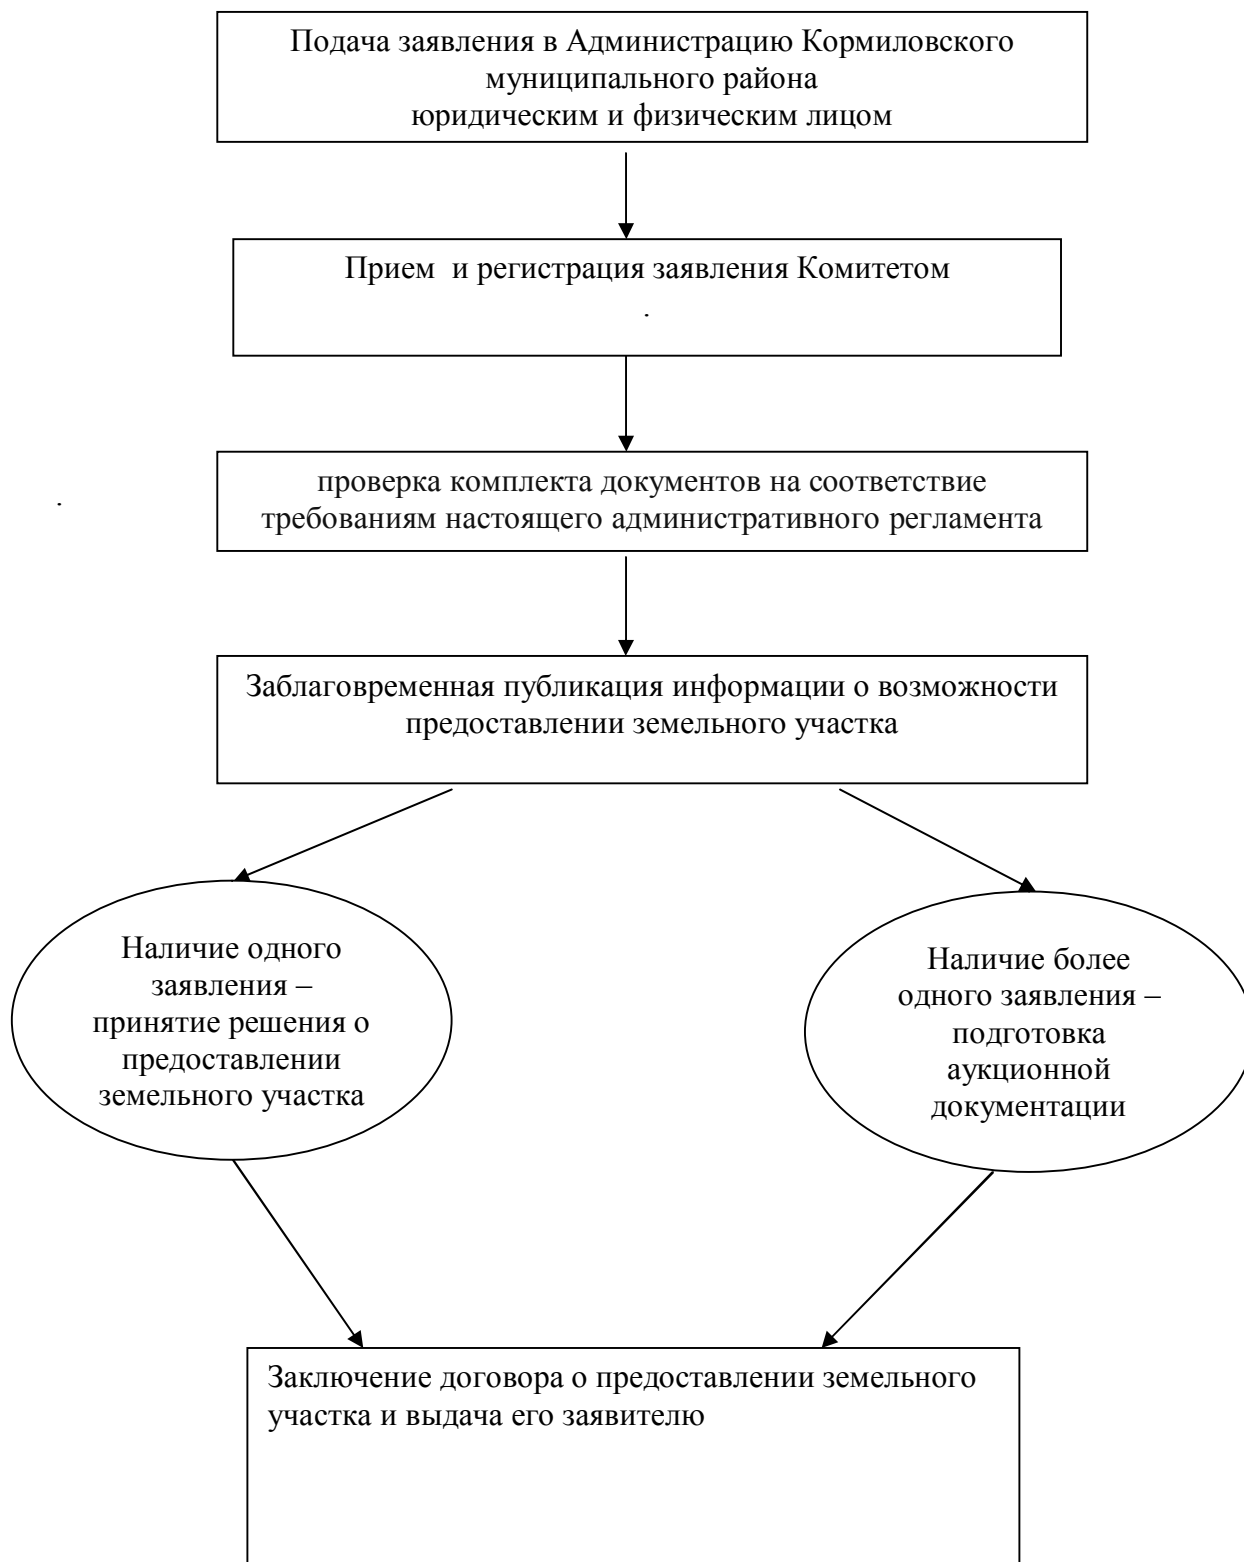 Подача заявления в Администрацию Кормиловского
муниципального района
юридическим и физическим лицом
Прием и регистрация заявления Комитетом
.
проверка комплекта документов на соответствие
требованиям настоящего административного регламента
.
Заблаговременная публикация информации о возможности
предоставлении земельного участка
Наличие одного
заявления –
принятие решения о
предоставлении
земельного участка
Наличие более
одного заявления –
подготовка
аукционной
документации
Заключение договора о предоставлении земельного
участка и выдача его заявителю